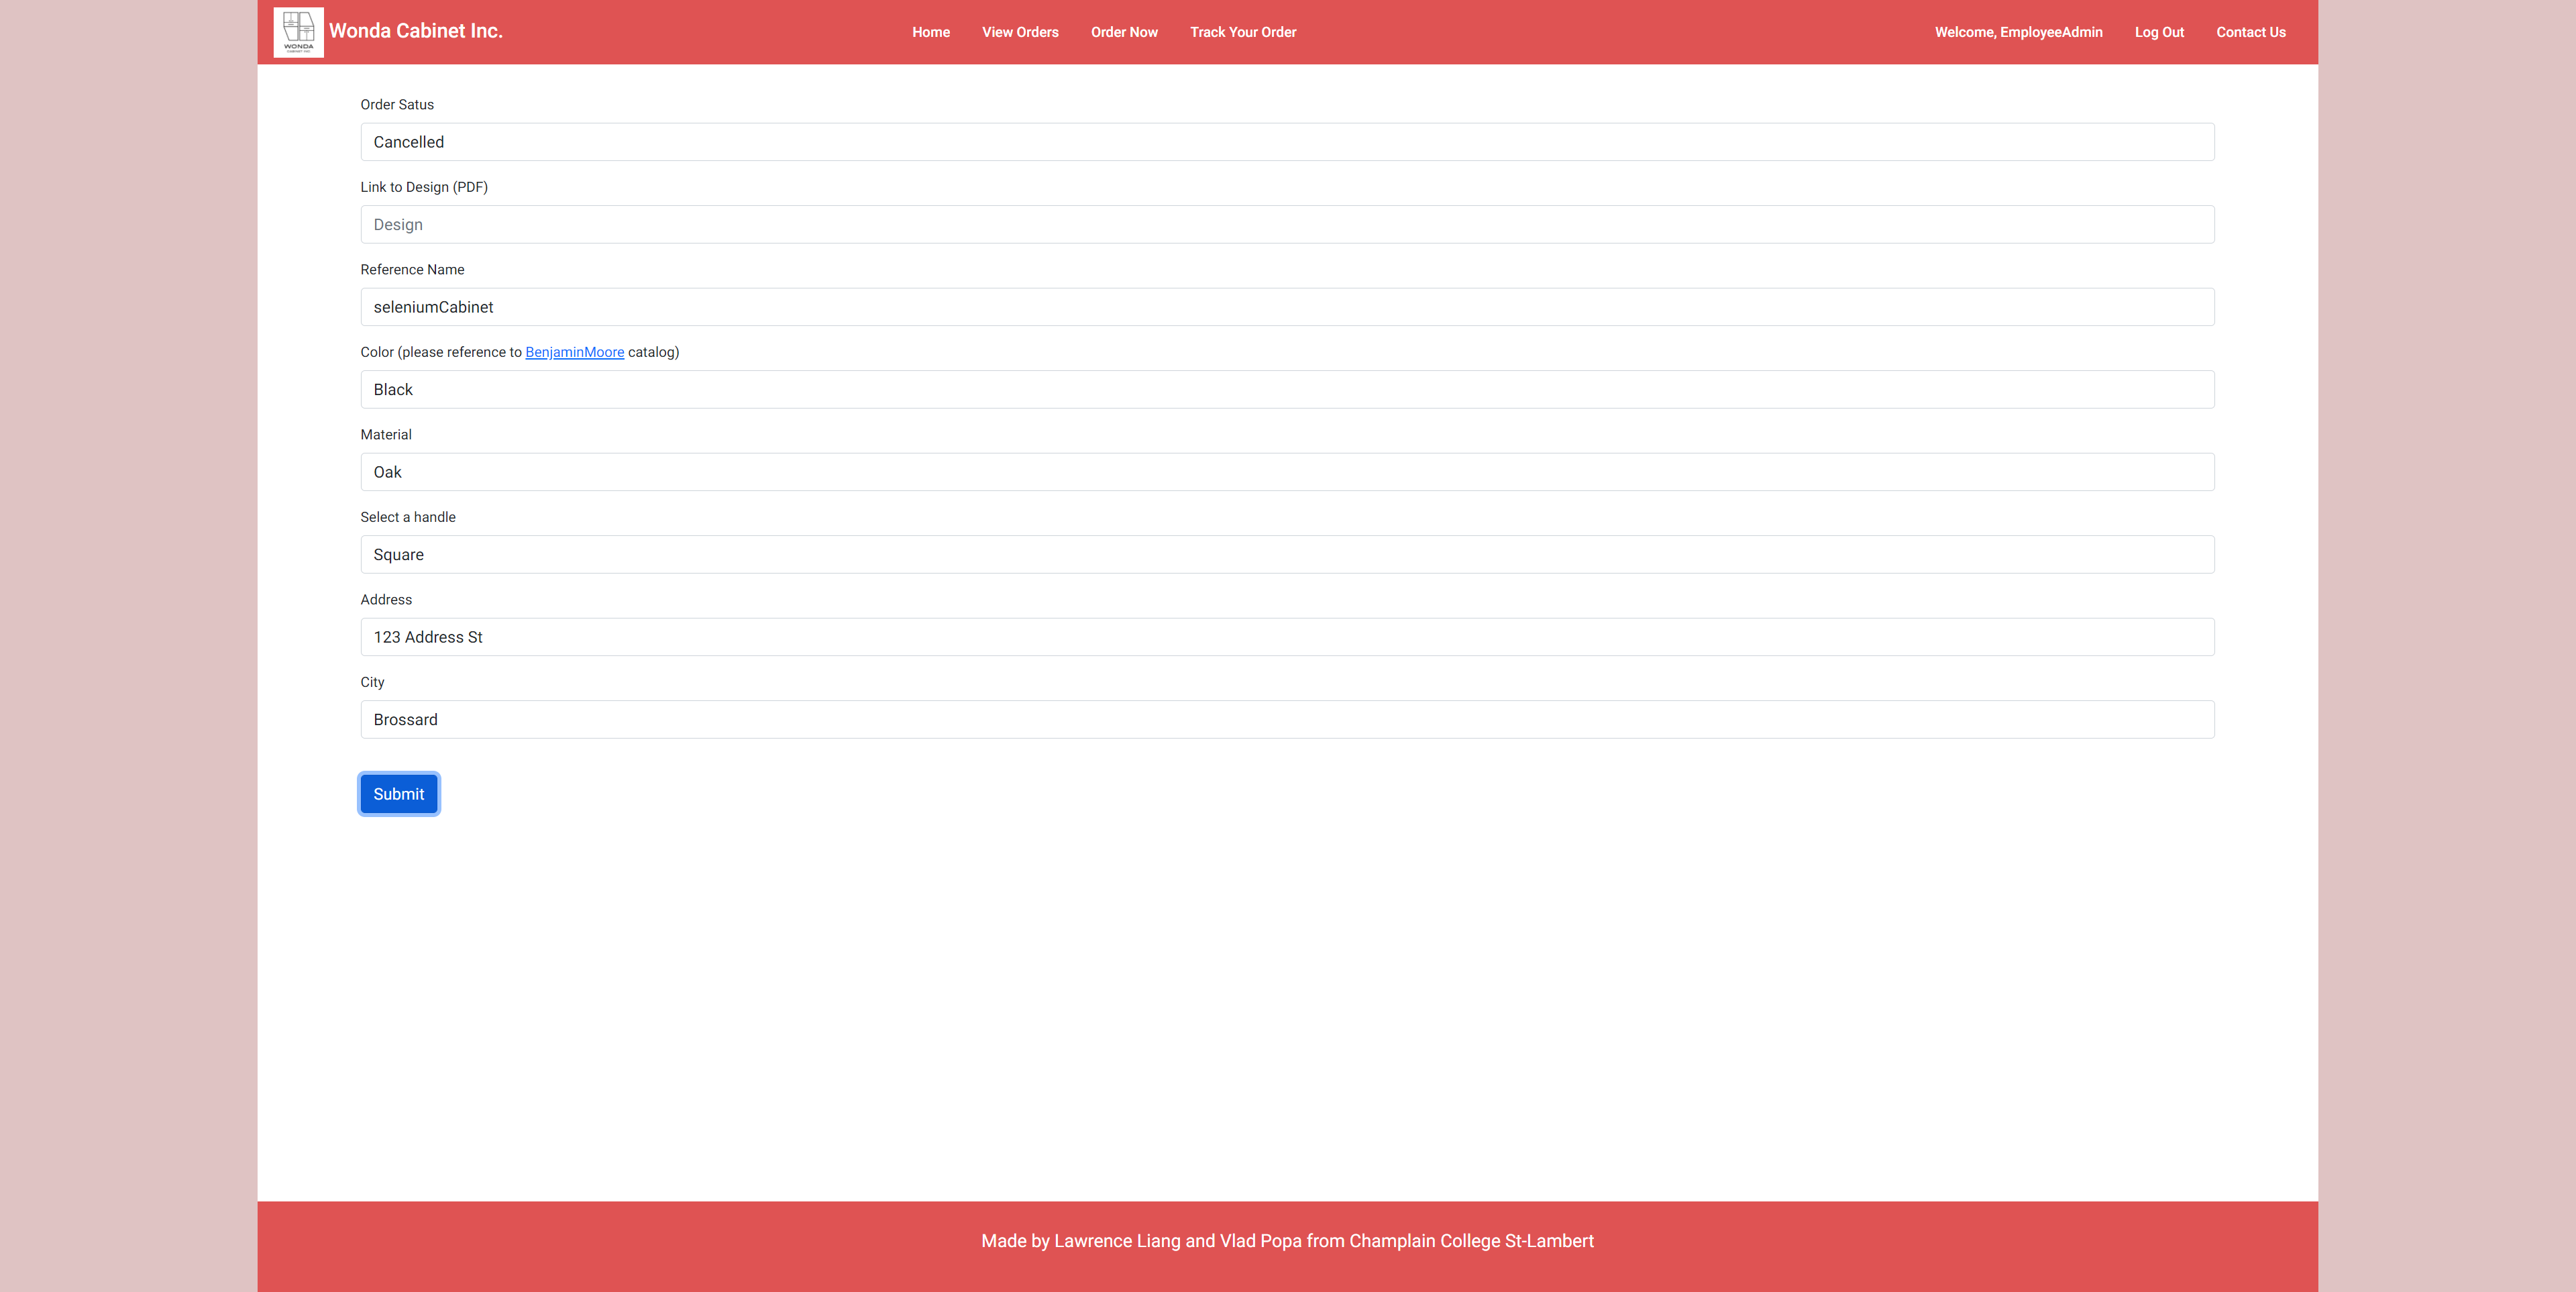 WONDA
CABINET INC.
Wonda Cabinet Inc.
Home View Orders Order Now Track Your Order
Welcome, EmployeeAdmin Log Out Contact Us
Order Satus
Cancelled
Link to Design (PDF)
Design
Reference Name
seleniumCabinet
Color (please reference to BenjaminMoore catalog)
Black
Material
Oak
Select a handle
Square
Address
123 Address St
City
Brossard
Submit
Made by Lawrence Liang and Vlad Popa from Champlain College St-Lambert